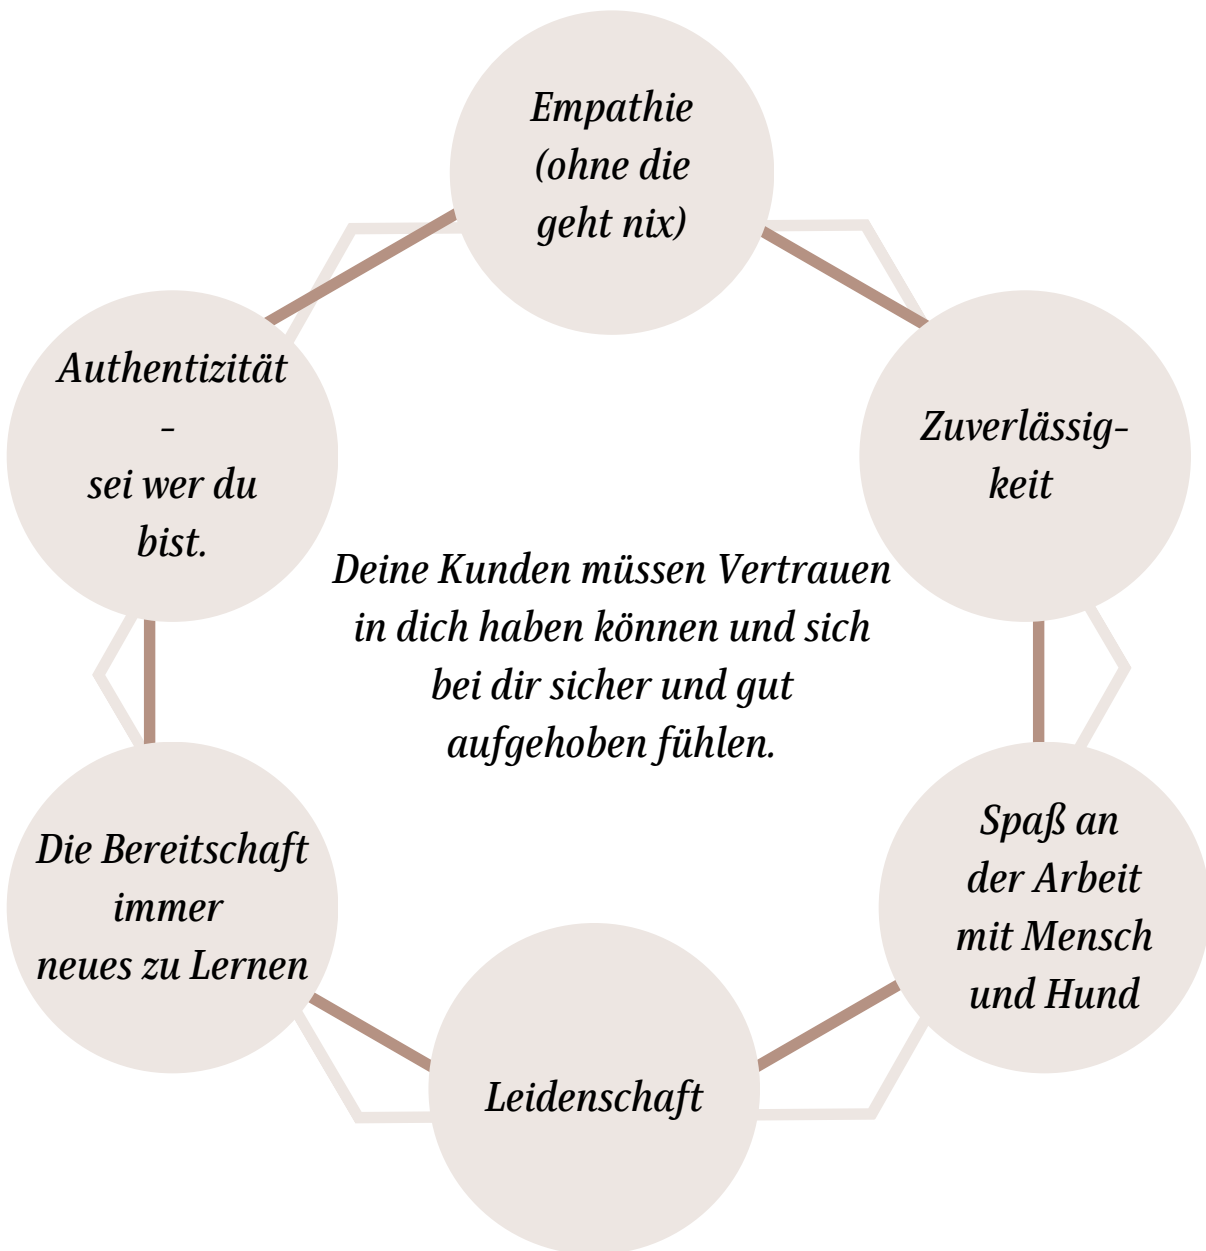 Empathie
(ohne die
geht nix)
Authentizität
-
sei wer du
bist.
Zuverlässig-
keit
Deine Kunden müssen Vertrauen
in dich haben können und sich
bei dir sicher und gut
aufgehoben fühlen.
Die Bereitschaft
immer
neues zu Lernen
Spaß an
der Arbeit
mit Mensch
und Hund
Leidenschaft